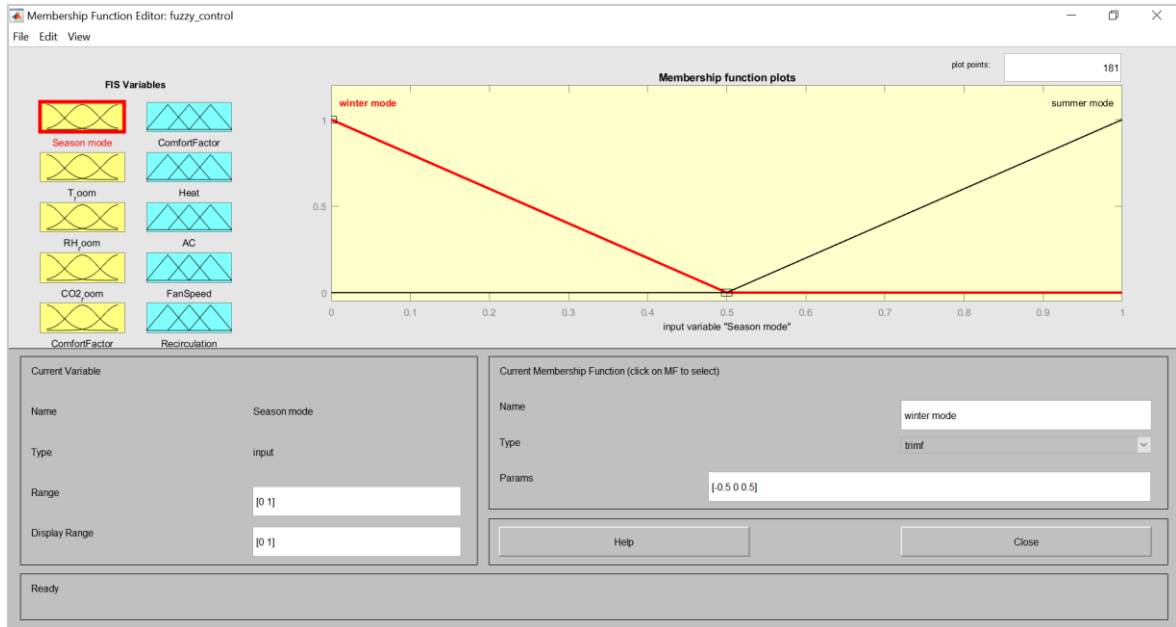 Membership Function Editor: fuzzy_control
File Edit View
FIS Variables
Season mode
ComfortFactor
T_room
Heat
RH_room
AC
CO2_room
FanSpeed
ComfortFactor
Recirculation
plot points:
181
Membership function plots
winter mode
summer mode
1
0.5
0
0 0.1 0.2 0.3 0.4 0.5 0.6 0.7 0.8 0.9 1
input variable "Season mode"
Current Variable
Name Season mode
Type input
Range [0 1]
Display Range [0 1]
Current Membership Function (click on MF to select)
Name winter mode
Type trimf
Params [-0.5 0 0.5]
Help
Close
Ready